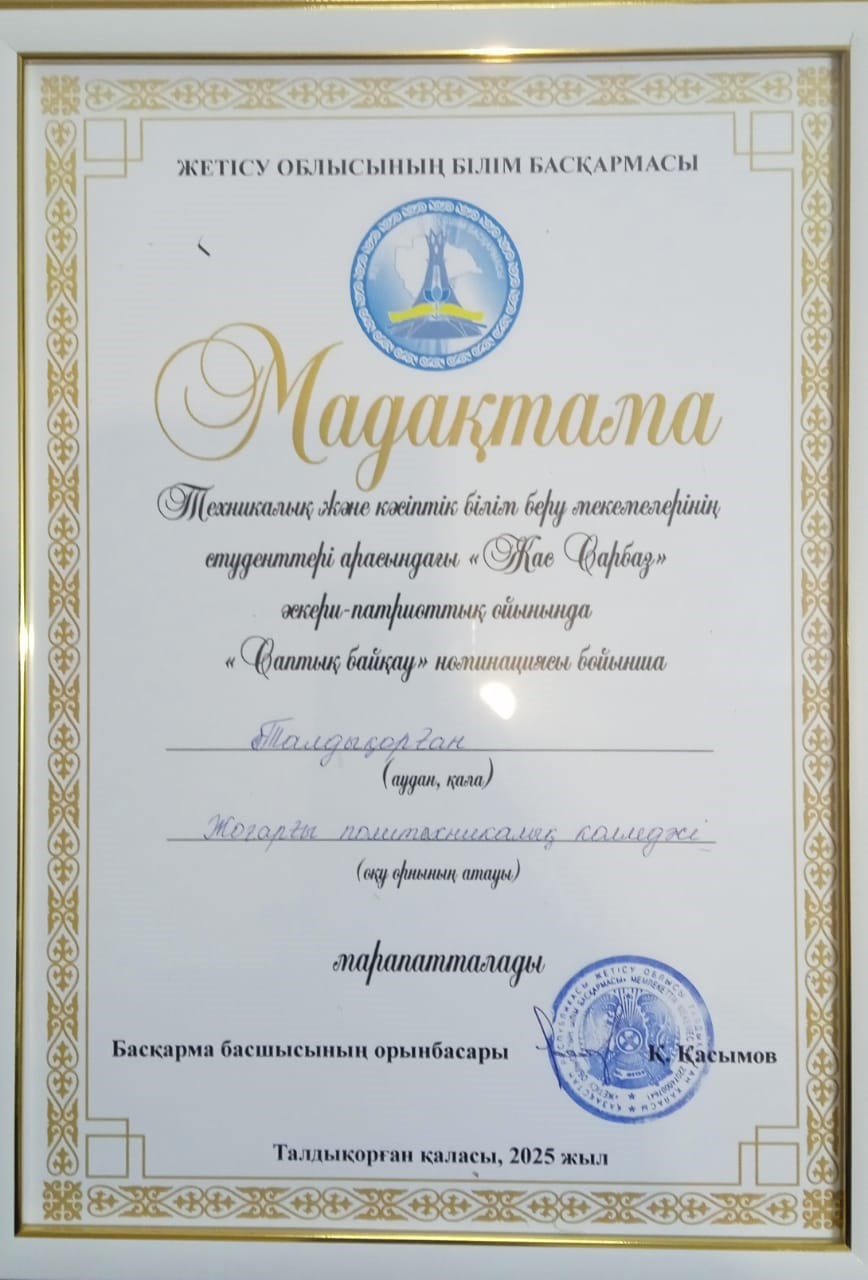 ЖЕТІСУ ОБЛЫСЫНЫҢ БІЛІМ БАСҚАРМАСЫ
Мадақтама
Техникалық және кәсіптік білім беру мекемелерінің
студенттері арасындағы «Жас Сарбаз»
әскери-патриоттық ойынында
«Саптық байқау» номинациясы бойынша
Талдықорған
(аудан, қала)
Жоғарғы политехникалық колледжі
(оқу орнының атауы)
марапатталады
Басқарма басшысының орынбасары Қ. Қасымов
Талдықорған қаласы, 2025 жыл